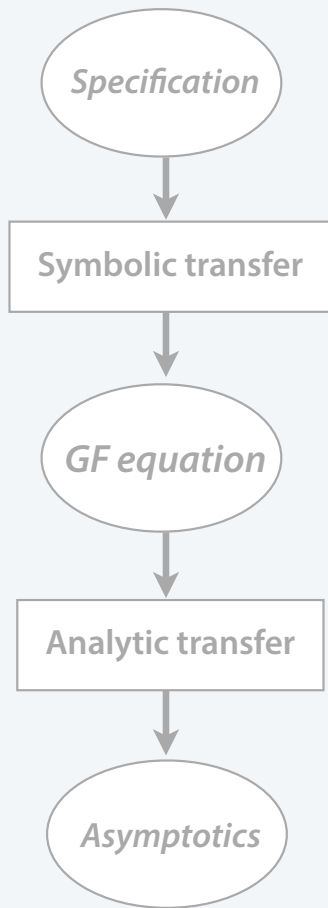 Specification
Symbolic transfer
GF equation
Analytic transfer
Asymptotics